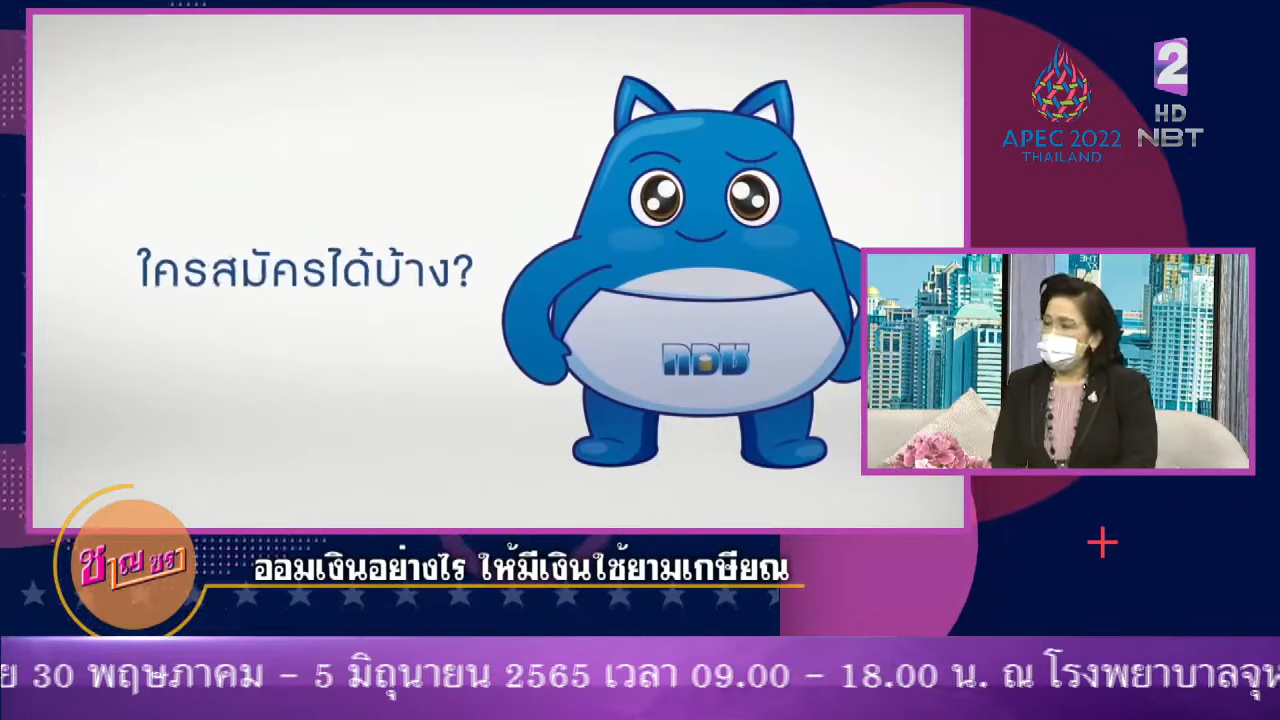 APEC 2022
THAILAND
2
HD
NBT
ใครสมัครได้บ้าง?
กอช
ชาญ ชรา
ออมเงินอย่างไร ให้มีเงินใช้ยามเกษียณ
ย 30 พฤษภาคม - 5 มิถุนายน 2565 เวลา 09.00 - 18.00 น. ณ โรงพยาบาลจุฬ